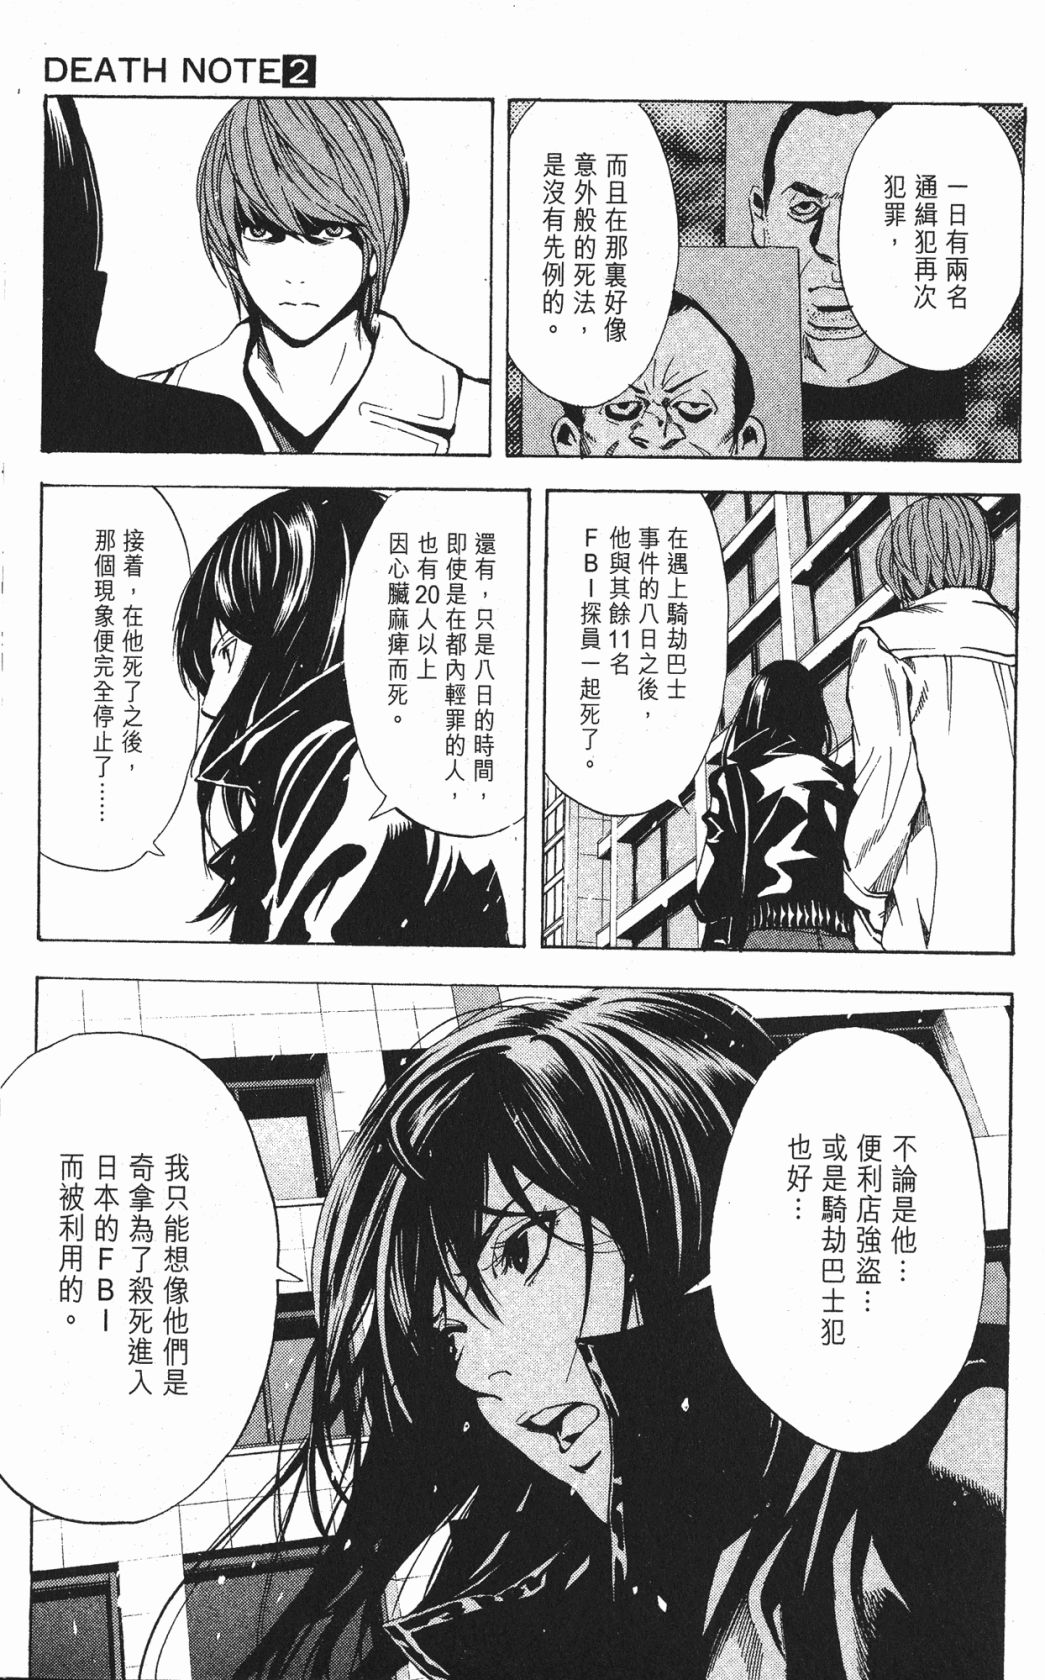 DEATH NOTE2
一日有兩名
通緝犯再次
犯罪，
而且在那裏好像
意外般的死法，
是沒有先例的。
在遇上騎劫巴士
事件的八日之後，
他與其餘11名
FBI探員一起死了。
還有，只是八日的時間，
即使是在都內輕罪的人，
也有20人以上
因心臟麻痺而死。
接着，在他死了之後，
那個現象便完全停止了……
不論是他…
便利店強盜…
或是騎劫巴士犯
也好…
我只能想像他們是
奇拿為了殺死進入
日本的FBI
而被利用的。